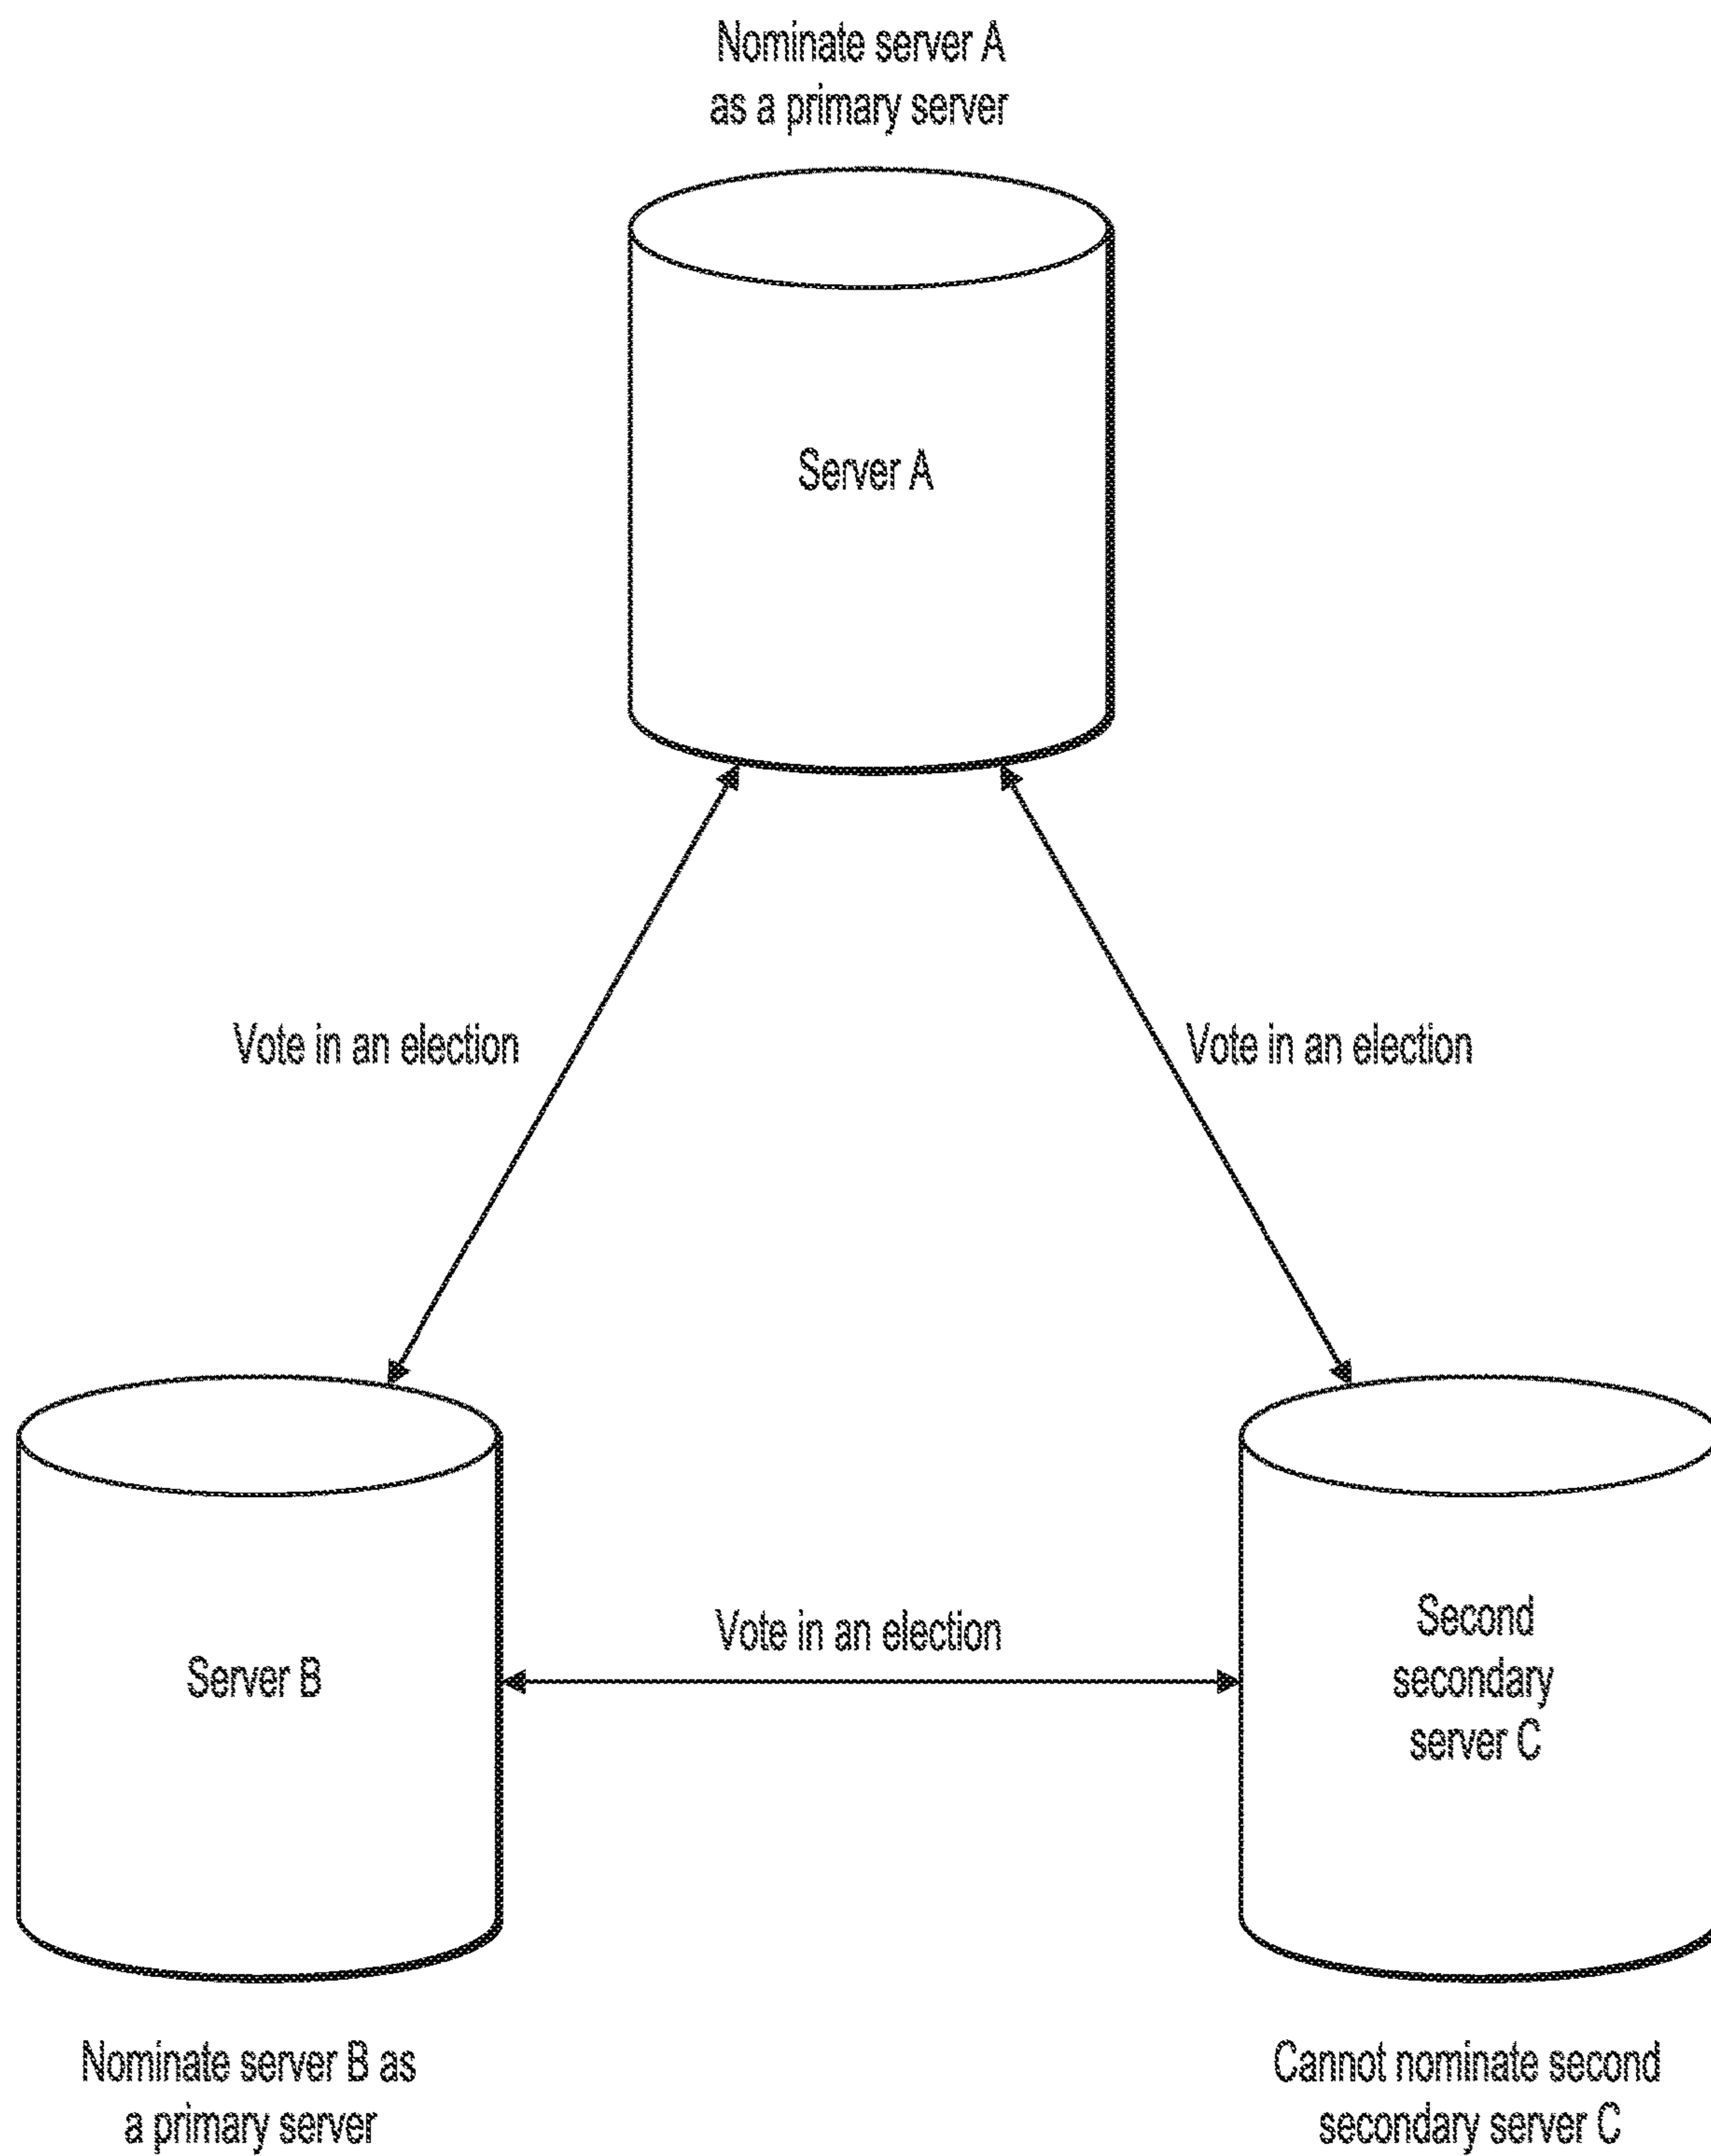 Nominate server A
as a primary server
Server A
Vote in an election
Vote in an election
Server B
Vote in an election
Second
secondary
server C
Nominate server B as
a primary server
Cannot nominate second
secondary server C